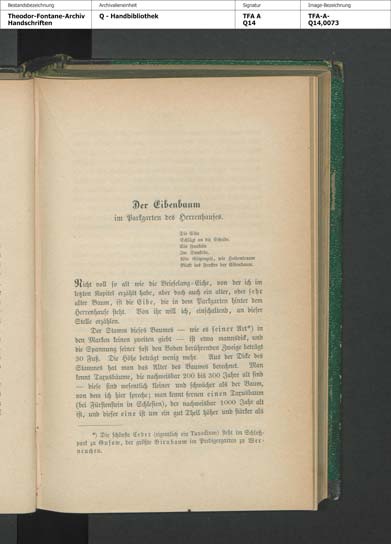 Bestandsbezeichnung
Archivalieneinheit
Signatur
Image-Bezeichnung
Theodor-Fontane-Archiv
Handschriften
Q - Handbibliothek
TFA A
Q14
TFA-A-
Q14,0073
Der Eibenbaum
im Parkgarten des Herrenhauses.
Die Eibe
Schlägt an die Scheibe.
Ein Funkeln
Im Dunkeln.
Wie Götzenzeit, wie Heidentraum
Blickt ins Fenster der Eibenbaum.
Nicht voll so alt wie die Brieselang-Eiche, von der ich im
letzten Kapitel erzählt habe, aber doch auch ein alter, ein sehr
alter Baum, ist die Eibe, die in dem Parkgarten hinter dem
Herrenhause steht. Von ihr will ich, einschaltend, an dieser
Stelle erzählen.
Der Stamm dieses Baumes — wie es seiner Art*) in
den Marken keinen zweiten giebt — ist etwa mannsdick, und
die Spannung seiner fast den Boden berührenden Zweige beträgt
30 Fuß. Die Höhe beträgt wenig mehr. Aus der Dicke des
Stammes hat man das Alter des Baumes berechnet. Man
kennt Taxusbäume, die nachweisbar 200 bis 300 Jahre alt sind
— diese sind wesentlich kleiner und schwächer als der Baum,
von dem ich hier spreche; man kennt ferner einen Taxusbaum
(bei Fürstenstein in Schlesien), der nachweisbar 1000 Jahr alt
ist, und dieser eine ist um ein gut Theil höher und stärker als
*) Die schönste Ceder (eigentlich ein Taxodium) steht im Schloß-
park zu Gusow, der größte Birnbaum im Predigergarten zu Wer-
neuchen.